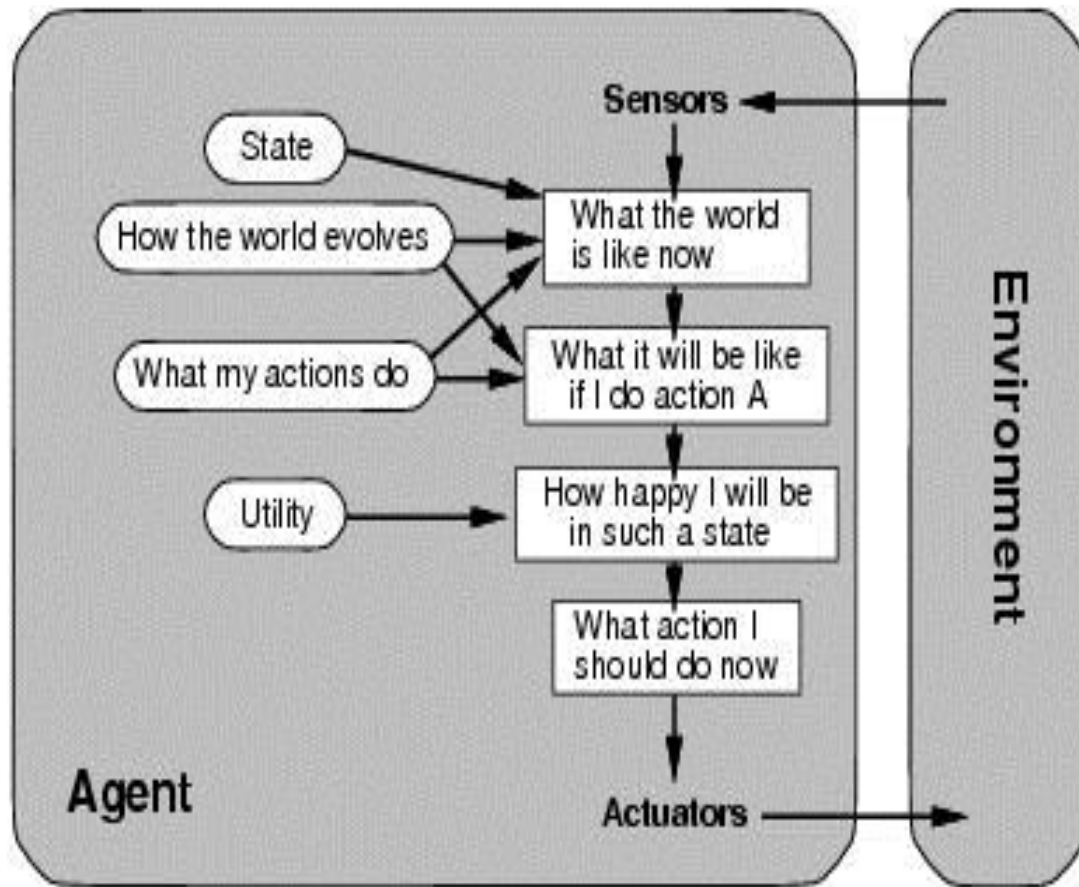 Sensors
State
What the world
is like now
How the world evolves
What it will be like
if I do action A
What my actions do
How happy I will be
in such a state
Utility
What action I
should do now
Agent
Actuators
Environment